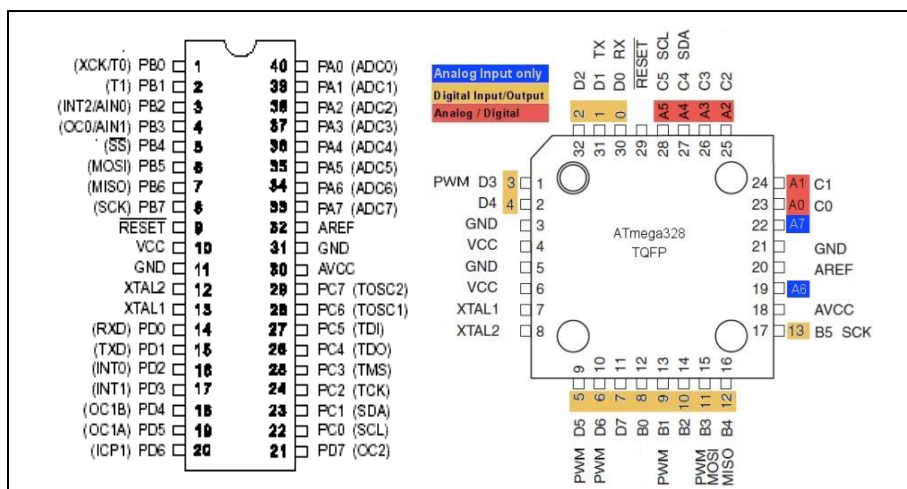 (XCK/T0) PB0 1 40 PA0 (ADC0)
(T1) PB1 2 39 PA1 (ADC1)
(INT2/AIN0) PB2 3 38 PA2 (ADC2)
(OC0/AIN1) PB3 4 37 PA3 (ADC3)
(SS) PB4 5 36 PA4 (ADC4)
(MOSI) PB5 6 35 PA5 (ADC5)
(MISO) PB6 7 34 PA6 (ADC6)
(SCK) PB7 8 33 PA7 (ADC7)
RESET 9 32 AREF
VCC 10 31 GND
GND 11 30 AVCC
XTAL2 12 29 PC7 (TOSC2)
XTAL1 13 28 PC6 (TOSC1)
(RXD) PD0 14 27 PC5 (TDI)
(TXD) PD1 15 26 PC4 (TDO)
(INT0) PD2 16 25 PC3 (TMS)
(INT1) PD3 17 24 PC2 (TCK)
(OC1B) PD4 18 23 PC1 (SDA)
(OC1A) PD5 19 22 PC0 (SCL)
(ICP1) PD6 20 21 PD7 (OC2)
Analog Input only
Digital Input/Output
Analog / Digital
D2 2 32
TX D1 1 31
RX D0 0 30
RESET 29
SCL C5 A5 28
SDA C4 A4 27
C3 A3 26
C2 A2 25
PWM D3 3 1
D4 4 2
GND 3
VCC 4
GND 5
VCC 6
XTAL1 7
XTAL2 8
ATmega328
TQFP
24 A1 C1
23 A0 C0
22 A7
21 GND
20 AREF
19 A6
18 AVCC
17 13 B5 SCK
9 5 D5 PWM
10 6 D6 PWM
11 7 D7
12 8 B0
13 9 B1 PWM
14 10 B2
15 11 B3 PWM MOSI
16 12 B4 MISO